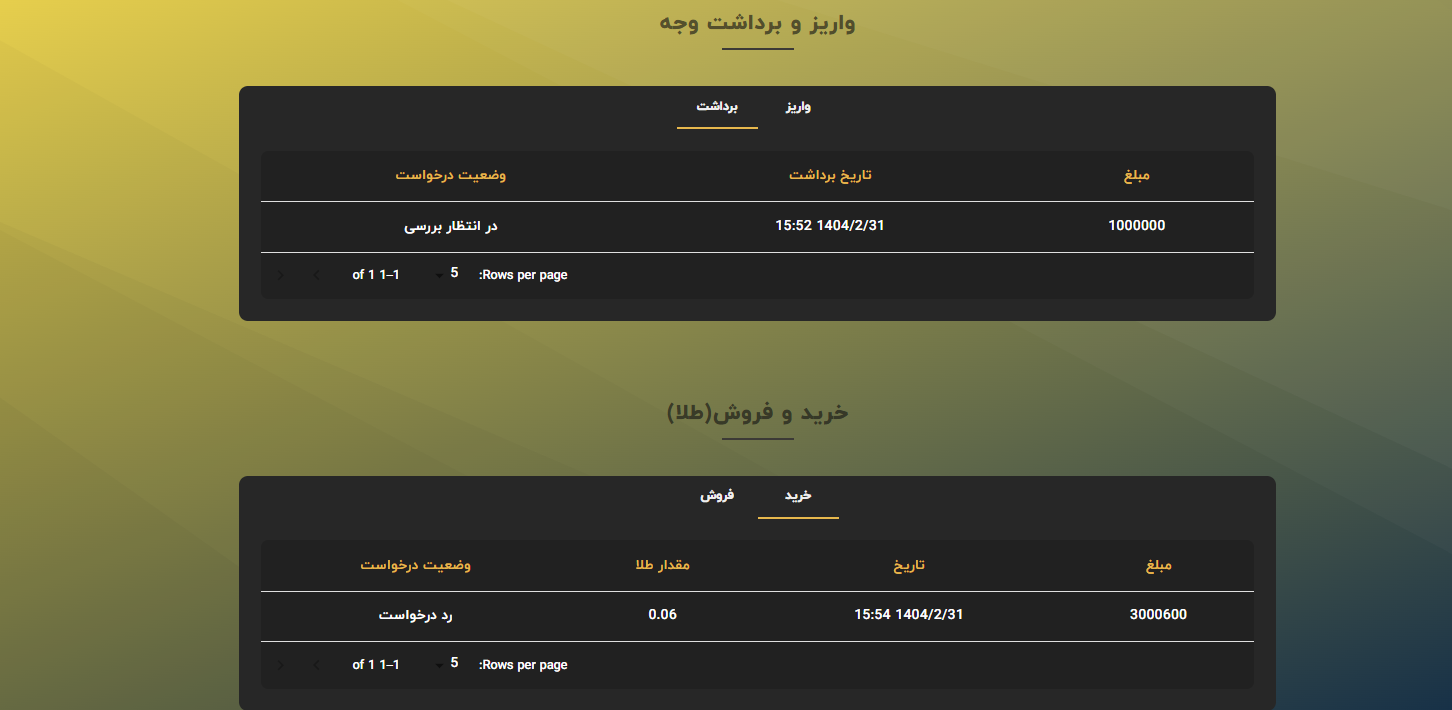 واریز و برداشت وجه
واریز برداشت
مبلغ تاریخ برداشت وضعیت درخواست
1000000 1404/2/31 15:52 در انتظار بررسی
Rows per page: 5 1–1 of 1
خرید و فروش(طلا)
خرید فروش
مبلغ تاریخ مقدار طلا وضعیت درخواست
3000600 1404/2/31 15:54 0.06 رد درخواست
Rows per page: 5 1–1 of 1